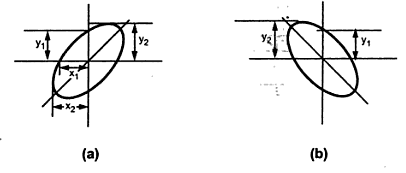 y₁ y₂ y₂ y₁
x₁
x₂
(a) (b)